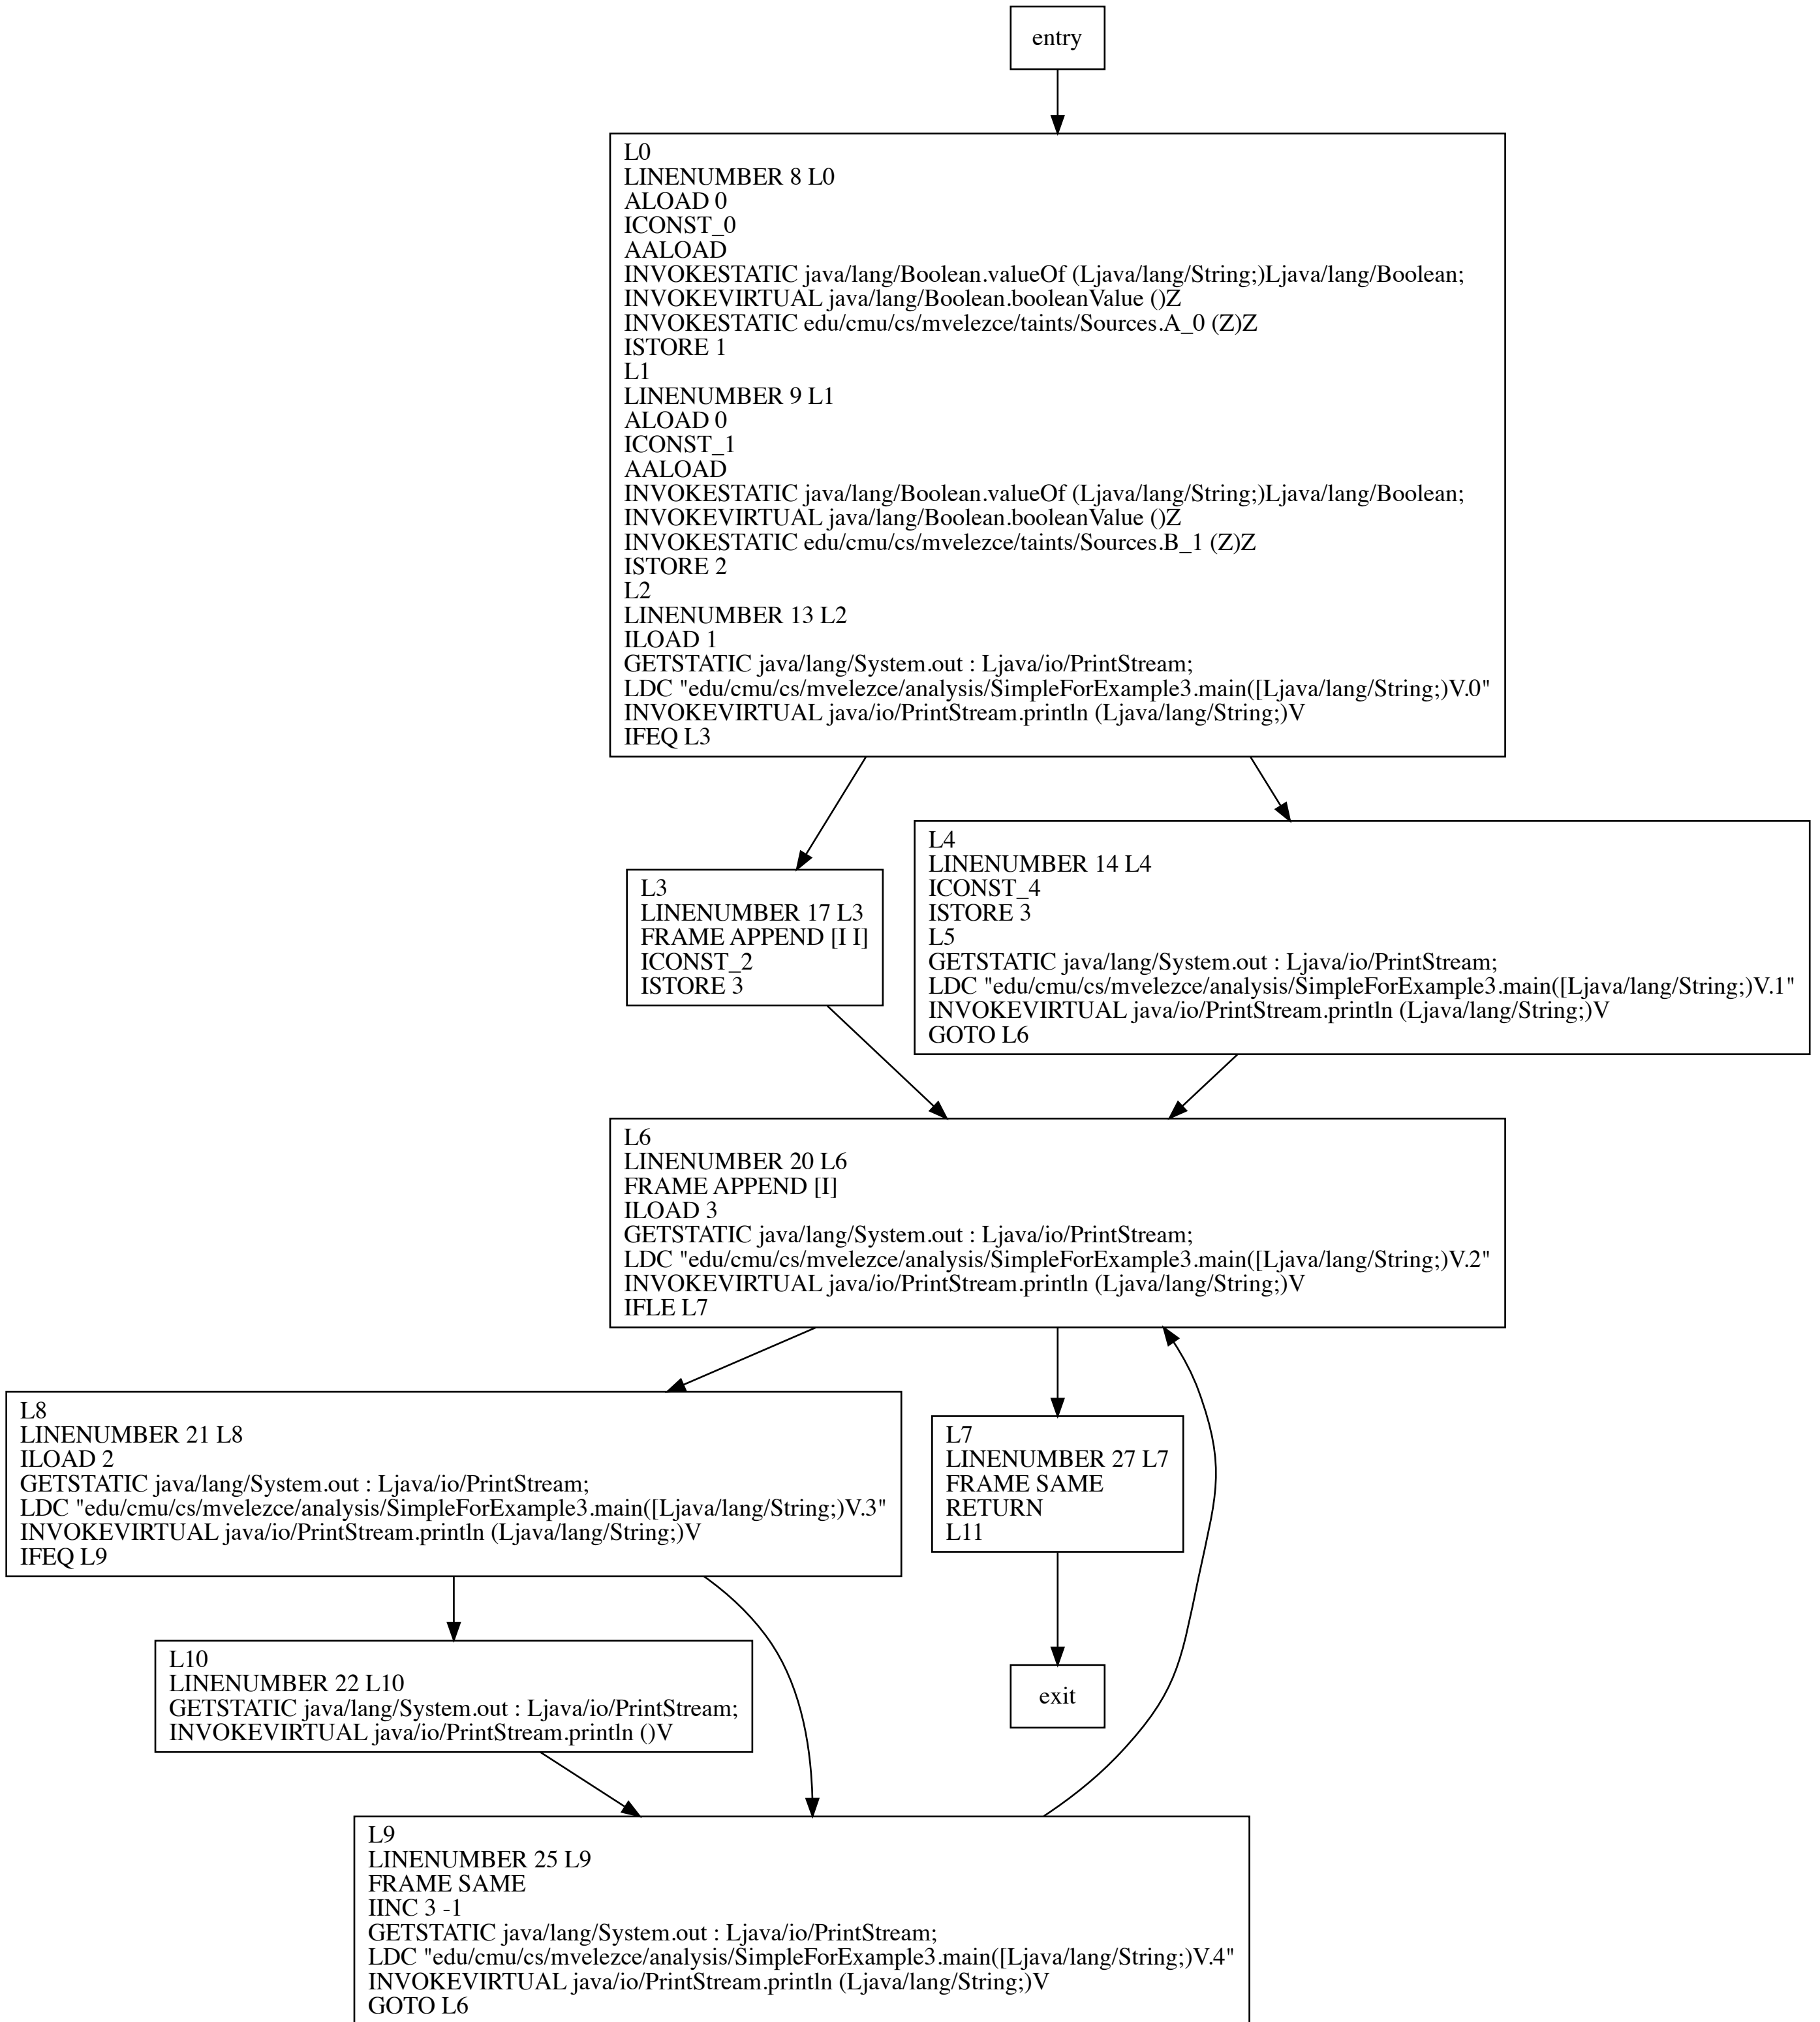 entry
L0
LINENUMBER 8 L0
ALOAD 0
ICONST_0
AALOAD
INVOKESTATIC java/lang/Boolean.valueOf (Ljava/lang/String;)Ljava/lang/Boolean;
INVOKEVIRTUAL java/lang/Boolean.booleanValue ()Z
INVOKESTATIC edu/cmu/cs/mvelezce/taints/Sources.A_0 (Z)Z
ISTORE 1
L1
LINENUMBER 9 L1
ALOAD 0
ICONST_1
AALOAD
INVOKESTATIC java/lang/Boolean.valueOf (Ljava/lang/String;)Ljava/lang/Boolean;
INVOKEVIRTUAL java/lang/Boolean.booleanValue ()Z
INVOKESTATIC edu/cmu/cs/mvelezce/taints/Sources.B_1 (Z)Z
ISTORE 2
L2
LINENUMBER 13 L2
ILOAD 1
GETSTATIC java/lang/System.out : Ljava/io/PrintStream;
LDC "edu/cmu/cs/mvelezce/analysis/SimpleForExample3.main([Ljava/lang/String;)V.0"
INVOKEVIRTUAL java/io/PrintStream.println (Ljava/lang/String;)V
IFEQ L3
L3
LINENUMBER 17 L3
FRAME APPEND [I I]
ICONST_2
ISTORE 3
L4
LINENUMBER 14 L4
ICONST_4
ISTORE 3
L5
GETSTATIC java/lang/System.out : Ljava/io/PrintStream;
LDC "edu/cmu/cs/mvelezce/analysis/SimpleForExample3.main([Ljava/lang/String;)V.1"
INVOKEVIRTUAL java/io/PrintStream.println (Ljava/lang/String;)V
GOTO L6
L6
LINENUMBER 20 L6
FRAME APPEND [I]
ILOAD 3
GETSTATIC java/lang/System.out : Ljava/io/PrintStream;
LDC "edu/cmu/cs/mvelezce/analysis/SimpleForExample3.main([Ljava/lang/String;)V.2"
INVOKEVIRTUAL java/io/PrintStream.println (Ljava/lang/String;)V
IFLE L7
L8
LINENUMBER 21 L8
ILOAD 2
GETSTATIC java/lang/System.out : Ljava/io/PrintStream;
LDC "edu/cmu/cs/mvelezce/analysis/SimpleForExample3.main([Ljava/lang/String;)V.3"
INVOKEVIRTUAL java/io/PrintStream.println (Ljava/lang/String;)V
IFEQ L9
L7
LINENUMBER 27 L7
FRAME SAME
RETURN
L11
L10
LINENUMBER 22 L10
GETSTATIC java/lang/System.out : Ljava/io/PrintStream;
INVOKEVIRTUAL java/io/PrintStream.println ()V
exit
L9
LINENUMBER 25 L9
FRAME SAME
IINC 3 -1
GETSTATIC java/lang/System.out : Ljava/io/PrintStream;
LDC "edu/cmu/cs/mvelezce/analysis/SimpleForExample3.main([Ljava/lang/String;)V.4"
INVOKEVIRTUAL java/io/PrintStream.println (Ljava/lang/String;)V
GOTO L6